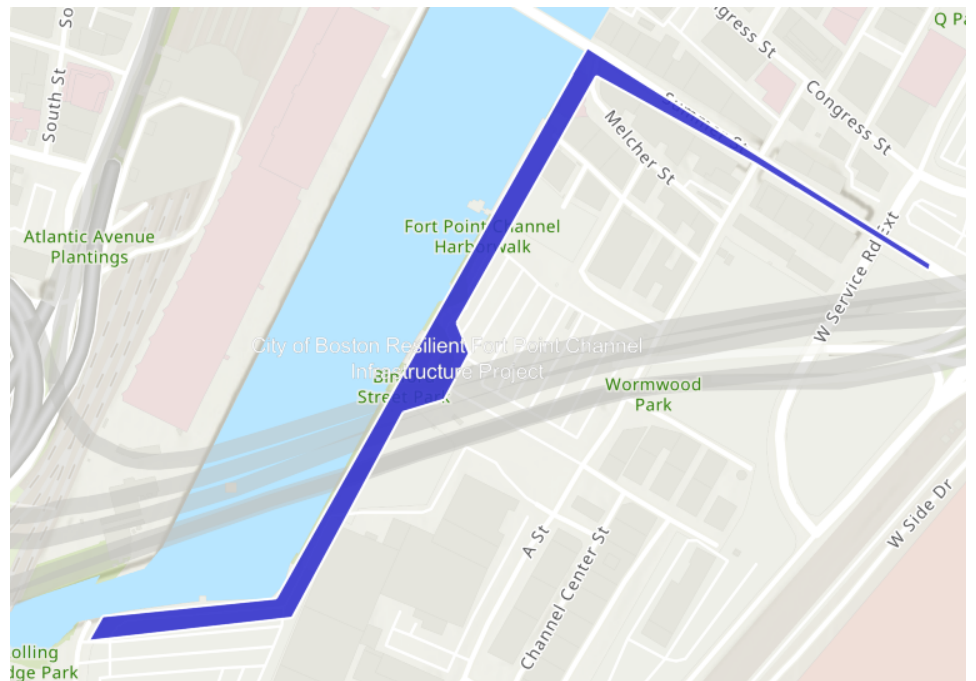 So
South St
Congress St
Q Pa
Congress St
Summer St
Melcher St
Fort Point Channel
Harborwalk
Atlantic Avenue
Plantings
W Service Rd Ext
City of Boston Resilient Fort Point Channel
Infrastructure Project
Street Park
Wormwood
Park
A St
Channel Center St
W Side Dr
olling
dge Park